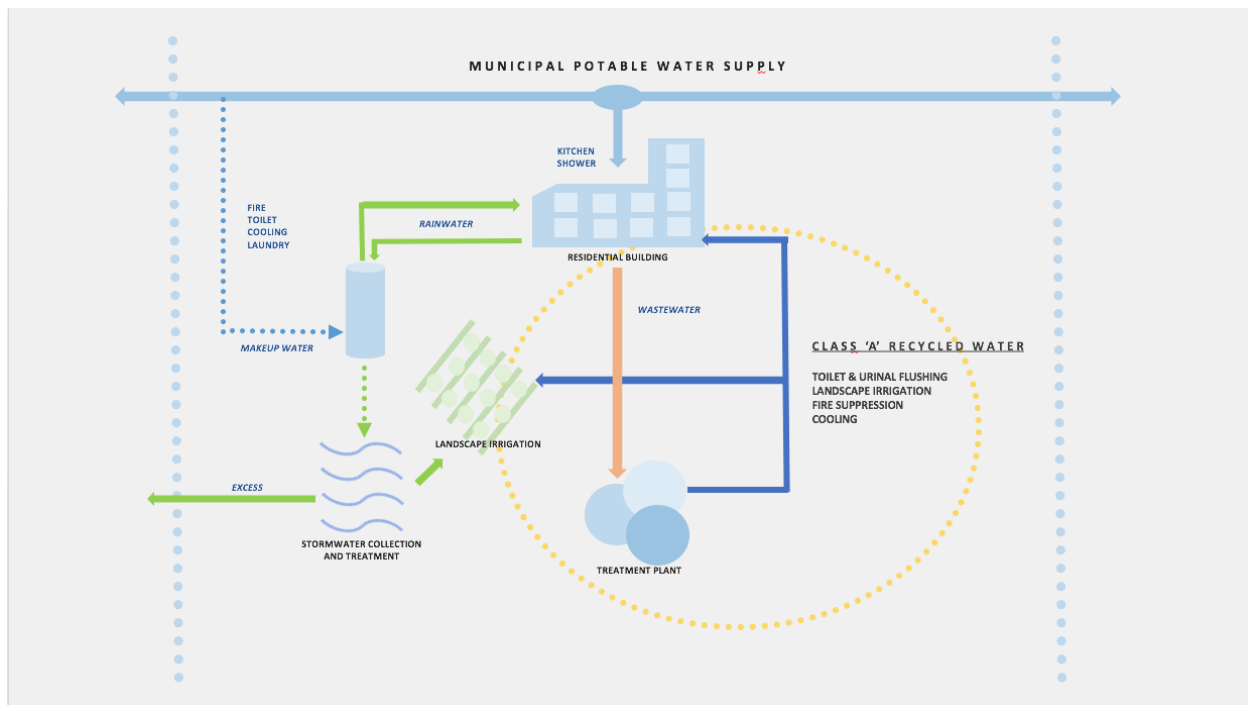 MUNICIPAL POTABLE WATER SUPPLY
KITCHEN
SHOWER
FIRE
TOILET
COOLING
LAUNDRY
RAINWATER
RESIDENTIAL BUILDING
WASTEWATER
MAKEUP WATER
CLASS ‘A’ RECYCLED WATER
TOILET & URINAL FLUSHING
LANDSCAPE IRRIGATION
FIRE SUPPRESSION
COOLING
LANDSCAPE IRRIGATION
EXCESS
STORMWATER COLLECTION
AND TREATMENT
TREATMENT PLANT